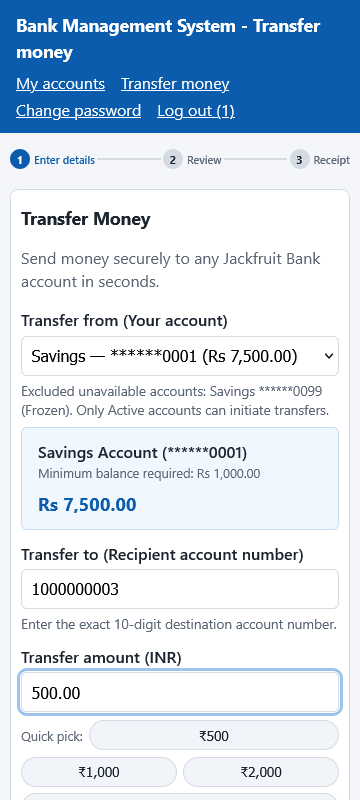 Bank Management System - Transfer
money
My accounts Transfer money
Change password Log out (1)
1 Enter details 2 Review 3 Receipt
Transfer Money
Send money securely to any Jackfruit Bank
account in seconds.
Transfer from (Your account)
Savings — ******0001 (Rs 7,500.00)
Excluded unavailable accounts: Savings ******0099
(Frozen). Only Active accounts can initiate transfers.
Savings Account (******0001)
Minimum balance required: Rs 1,000.00
Rs 7,500.00
Transfer to (Recipient account number)
1000000003
Enter the exact 10-digit destination account number.
Transfer amount (INR)
500.00
Quick pick: ₹500
₹1,000 ₹2,000